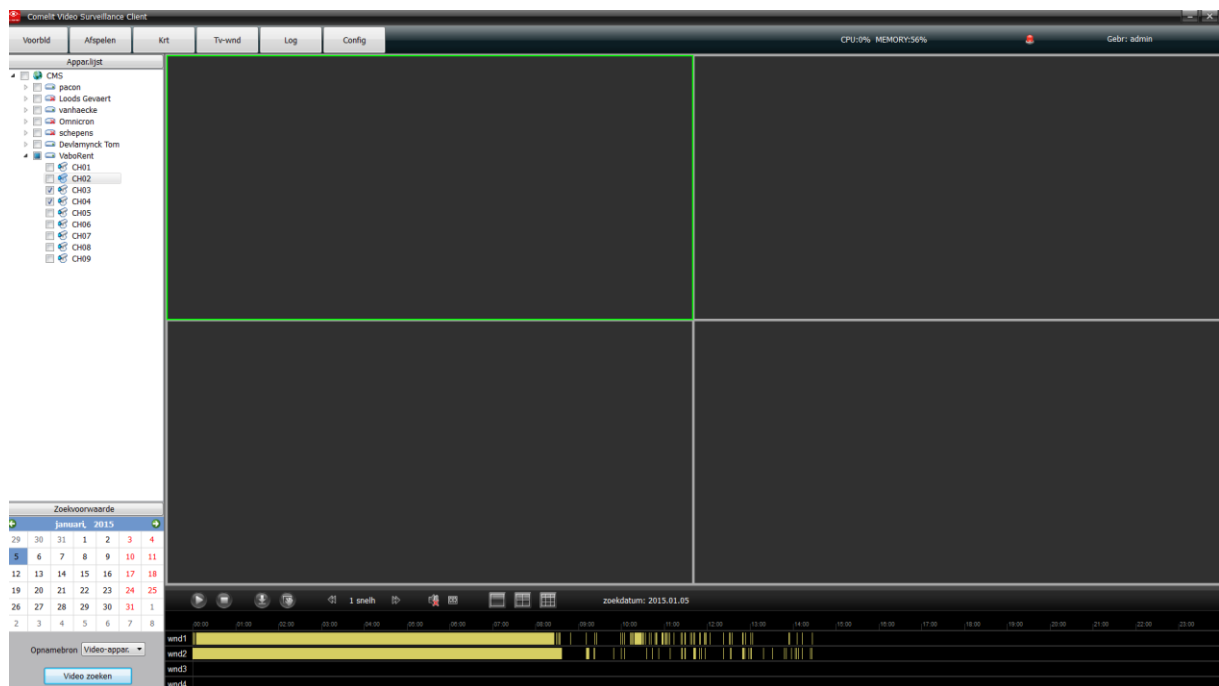 Comelit Video Surveillance Client
Voorbld Afspelen Krt Tv-wnd Log Config CPU:0% MEMORY:56% Gebr: admin
Appar.lijst
CMS
pacon
Loods Gevaert
vanhaecke
Omnicron
schepens
Devlamynck Tom
VaboRent
CH01
CH02
CH03
CH04
CH05
CH06
CH07
CH08
CH09
Zoekvoorwaarde
januari, 2015
29 30 31 1 2 3 4
5 6 7 8 9 10 11
12 13 14 15 16 17 18
19 20 21 22 23 24 25
26 27 28 29 30 31 1
2 3 4 5 6 7 8
Opnamebron Video-appar.
Video zoeken
1 snelh zoekdatum: 2015.01.05
00:00 01:00 02:00 03:00 04:00 05:00 06:00 07:00 08:00 09:00 10:00 11:00 12:00 13:00 14:00 15:00 16:00 17:00 18:00 19:00 20:00 21:00 22:00 23:00
wnd1
wnd2
wnd3
wnd4